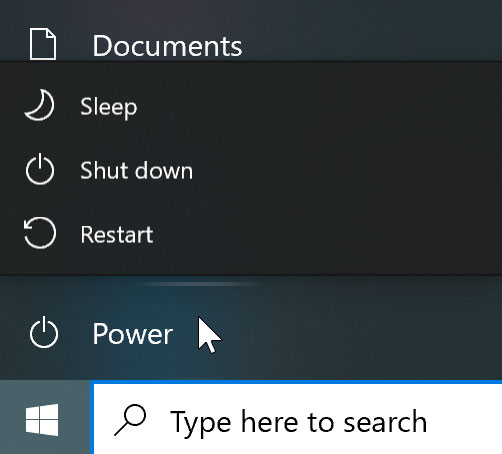 Documents
Sleep
Shut down
Restart
Power
Type here to search